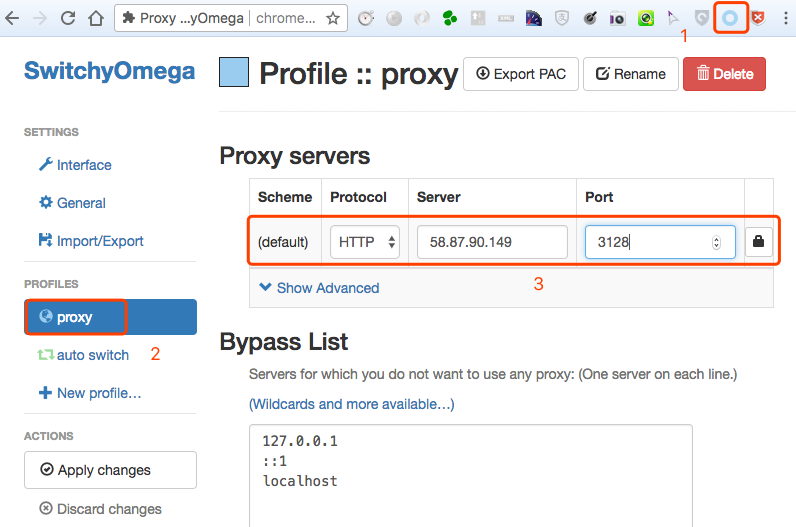 Proxy ...yOmega
chrome...
1
SwitchyOmega
Profile :: proxy
Export PAC
Rename
Delete
SETTINGS
Interface
General
Import/Export
PROFILES
proxy
auto switch
2
New profile...
ACTIONS
Apply changes
Discard changes
Proxy servers
Scheme Protocol Server Port
(default) HTTP 58.87.90.149 3128
Show Advanced
3
Bypass List
Servers for which you do not want to use any proxy: (One server on each line.)
(Wildcards and more available...)
127.0.0.1
::1
localhost